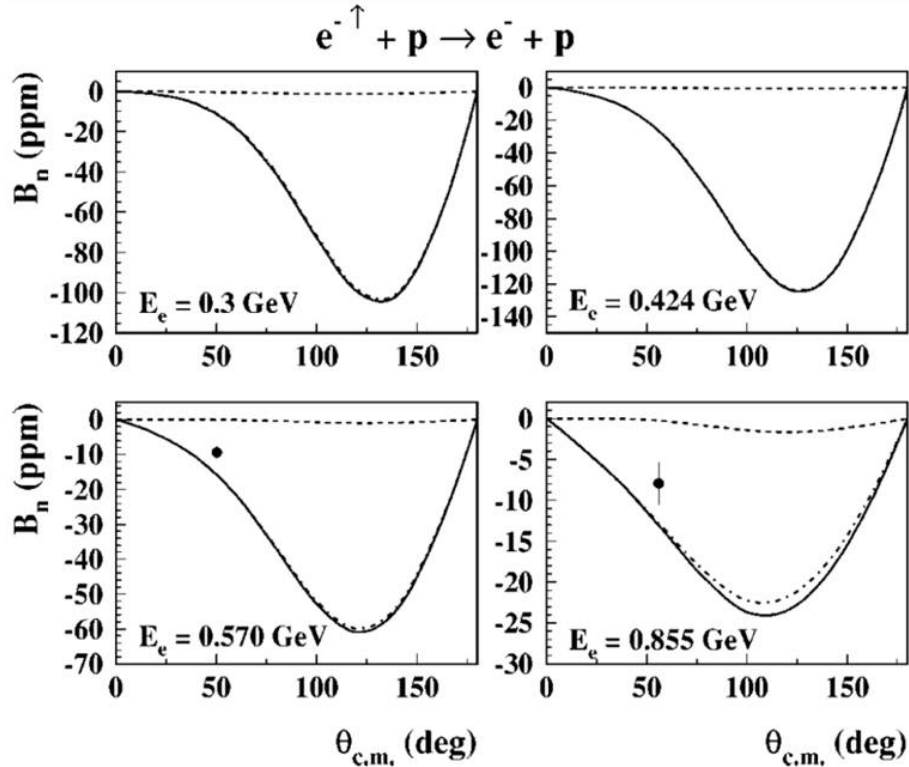 e⁻ ↑ + p → e⁻ + p
Bₙ (ppm)
0
-20
-40
-60
-80
-100
-120
0 50 100 150
E_e = 0.3 GeV
0
-20
-40
-60
-80
-100
-120
-140
0 50 100 150
E_e = 0.424 GeV
Bₙ (ppm)
0
-10
-20
-30
-40
-50
-60
-70
0 50 100 150
E_e = 0.570 GeV
θ_c.m. (deg)
0
-5
-10
-15
-20
-25
-30
0 50 100 150
E_e = 0.855 GeV
θ_c.m. (deg)